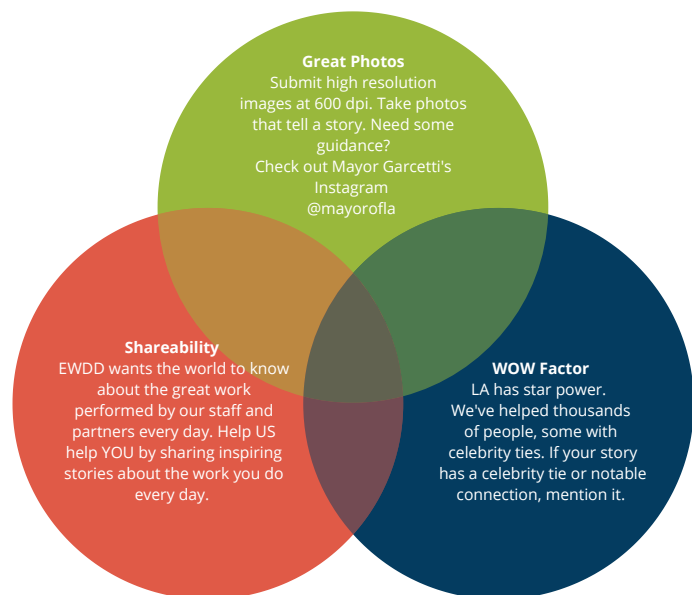 Great Photos
Submit high resolution
images at 600 dpi. Take photos
that tell a story. Need some
guidance?
Check out Mayor Garcetti's
Instagram
@mayorofla
Shareability
EWDD wants the world to know
about the great work
performed by our staff and
partners every day. Help US
help YOU by sharing inspiring
stories about the work you do
every day.
WOW Factor
LA has star power.
We've helped thousands
of people, some with
celebrity ties. If your story
has a celebrity tie or notable
connection, mention it.